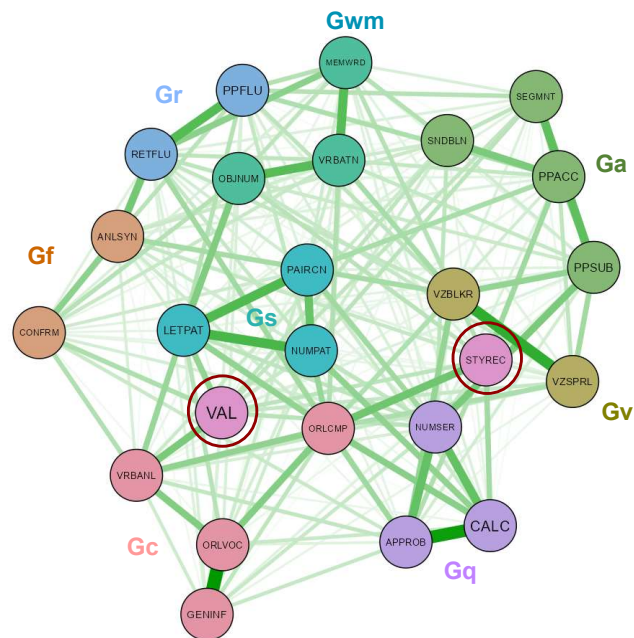 Gwm
MEMWRD
Gr
PPFLU
SEGMNT
RETFLU
SNDBLN
VRBATN
Ga
OBJNUM
PPACC
ANLSYN
Gf
PAIRCN
PPSUB
VZBLKR
CONFRM
LETPAT
Gs
NUMPAT
STYREC
VZSPRL
Gv
VAL
ORLCMP
NUMSER
VRBANL
CALC
Gc
ORLVOC
APPROB
Gq
GENINF